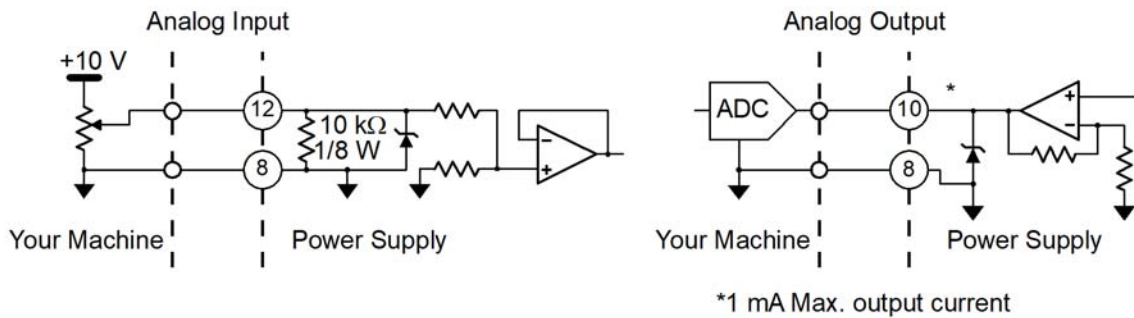 Analog Input
+10 V
12
10 kΩ
1/8 W
8
Your Machine
Power Supply
Analog Output
ADC
10
*
8
Your Machine
Power Supply
*1 mA Max. output current